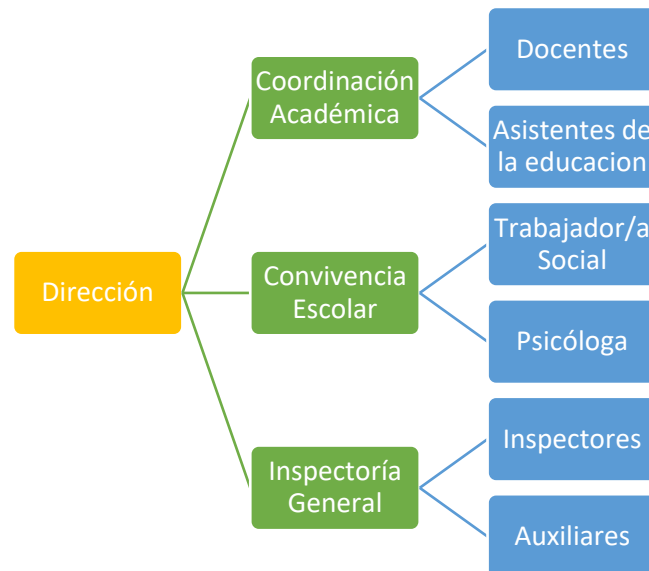 Dirección
Coordinación
Académica
Docentes
Asistentes de
la educacion
Convivencia
Escolar
Trabajador/a
Social
Psicóloga
Inspectoría
General
Inspectores
Auxiliares